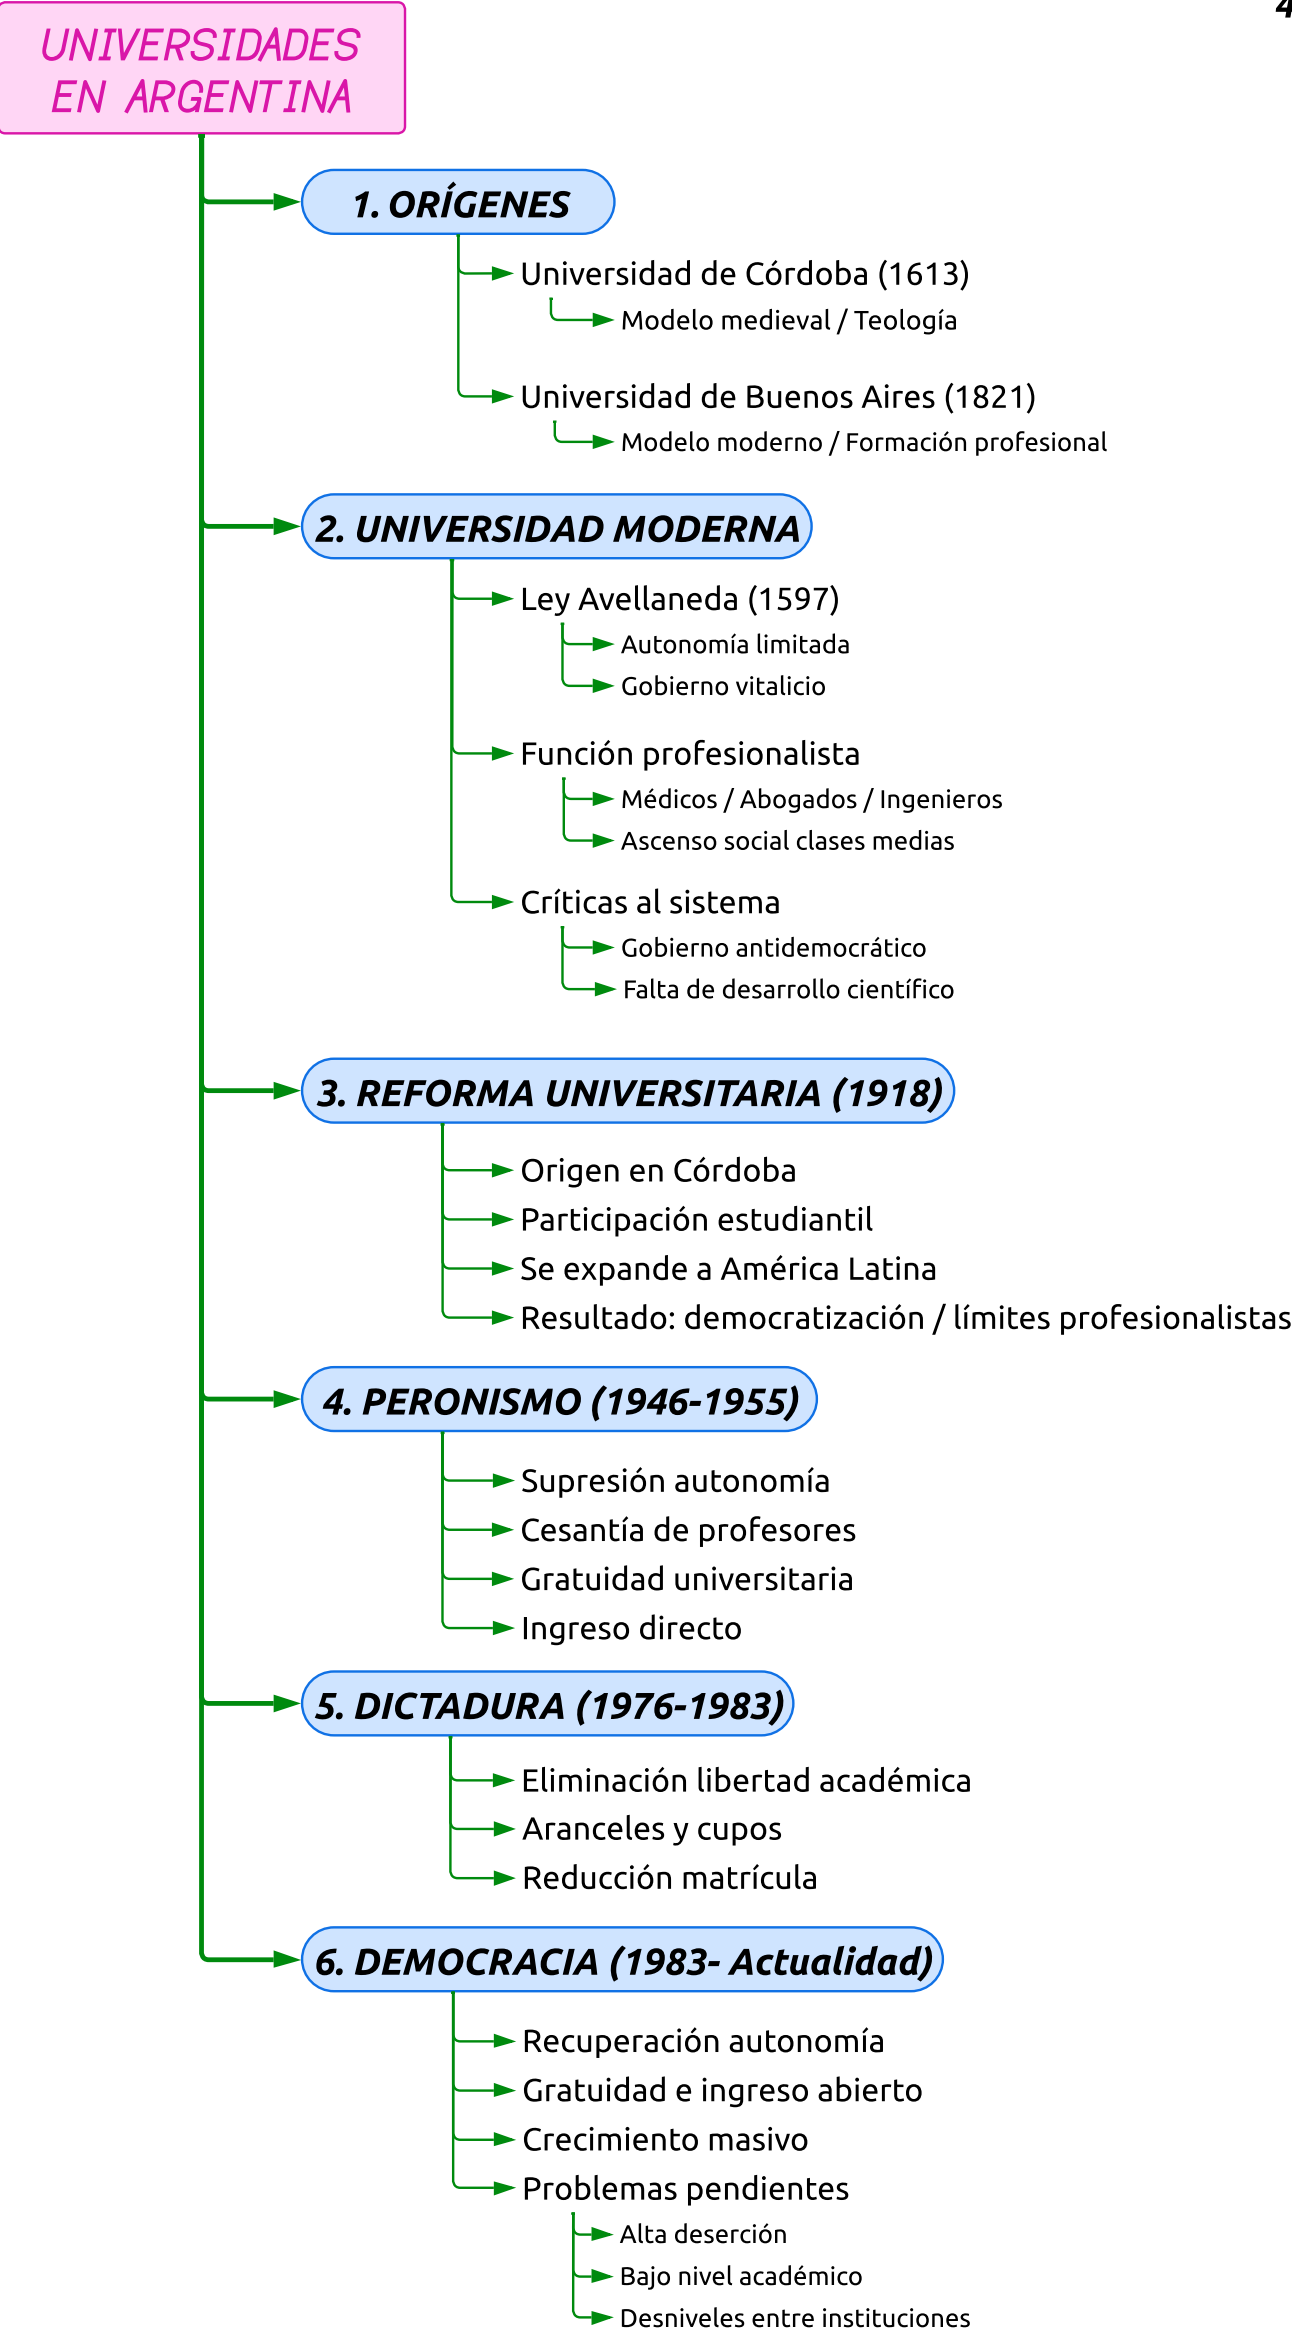 4
UNIVERSIDADES
EN ARGENTINA
1. ORÍGENES
Universidad de Córdoba (1613)
Modelo medieval / Teología
Universidad de Buenos Aires (1821)
Modelo moderno / Formación profesional
2. UNIVERSIDAD MODERNA
Ley Avellaneda (1597)
Autonomía limitada
Gobierno vitalicio
Función profesionalista
Médicos / Abogados / Ingenieros
Ascenso social clases medias
Críticas al sistema
Gobierno antidemocrático
Falta de desarrollo científico
3. REFORMA UNIVERSITARIA (1918)
Origen en Córdoba
Participación estudiantil
Se expande a América Latina
Resultado: democratización / límites profesionalistas
4. PERONISMO (1946-1955)
Supresión autonomía
Cesantía de profesores
Gratuidad universitaria
Ingreso directo
5. DICTADURA (1976-1983)
Eliminación libertad académica
Aranceles y cupos
Reducción matrícula
6. DEMOCRACIA (1983- Actualidad)
Recuperación autonomía
Gratuidad e ingreso abierto
Crecimiento masivo
Problemas pendientes
Alta deserción
Bajo nivel académico
Desniveles entre instituciones